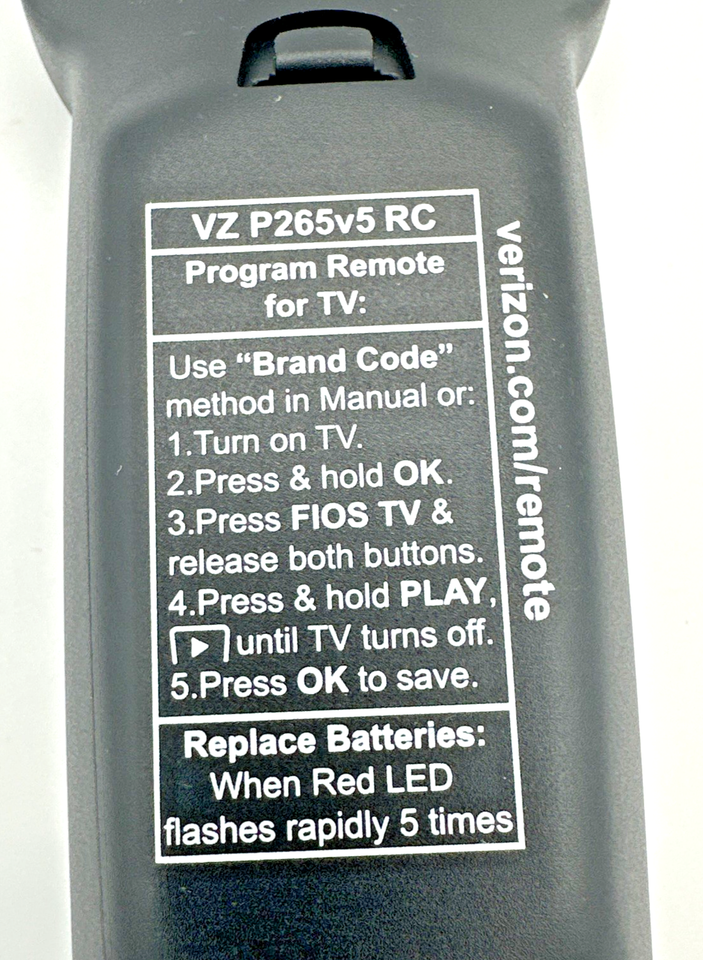 VZ P265v5 RC
Program Remote
for TV:
Use “Brand Code”
method in Manual or:
1.Turn on TV.
2.Press & hold OK.
3.Press FIOS TV &
release both buttons.
4.Press & hold PLAY,
until TV turns off.
5.Press OK to save.
Replace Batteries:
When Red LED
flashes rapidly 5 times
verizon.com/remote